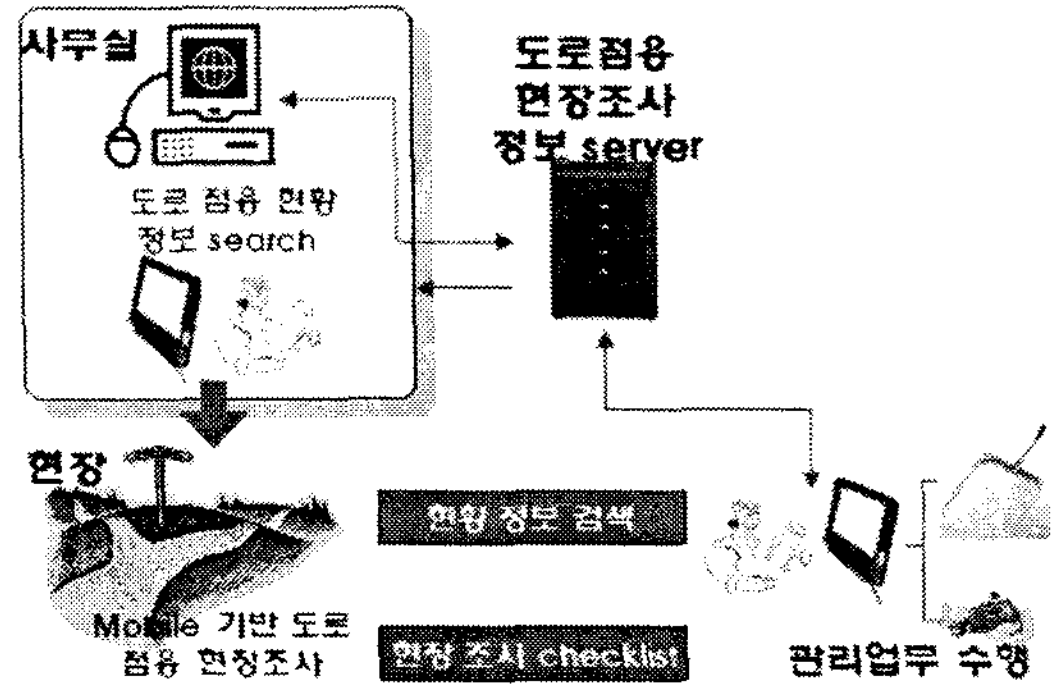 사무실
도로 점용 현황
정보 search
도로점용
현장조사
정보 server
현장
Mobile 기반 도로
점용 현장조사
현황 정보 검색
현장 조사 checklist
관리업무 수행